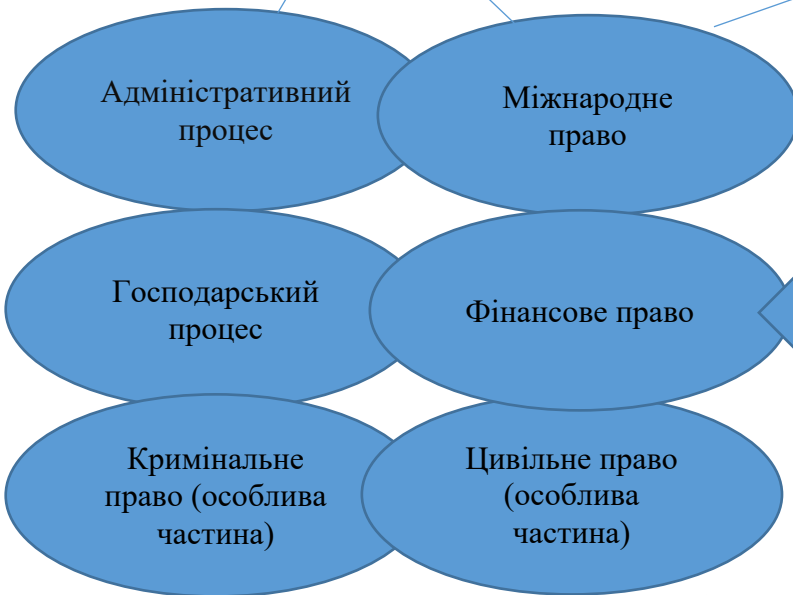 Адміністративний
процес
Міжнародне
право
Господарський
процес
Фінансове право
Кримінальне
право (особлива
частина)
Цивільне право
(особлива
частина)